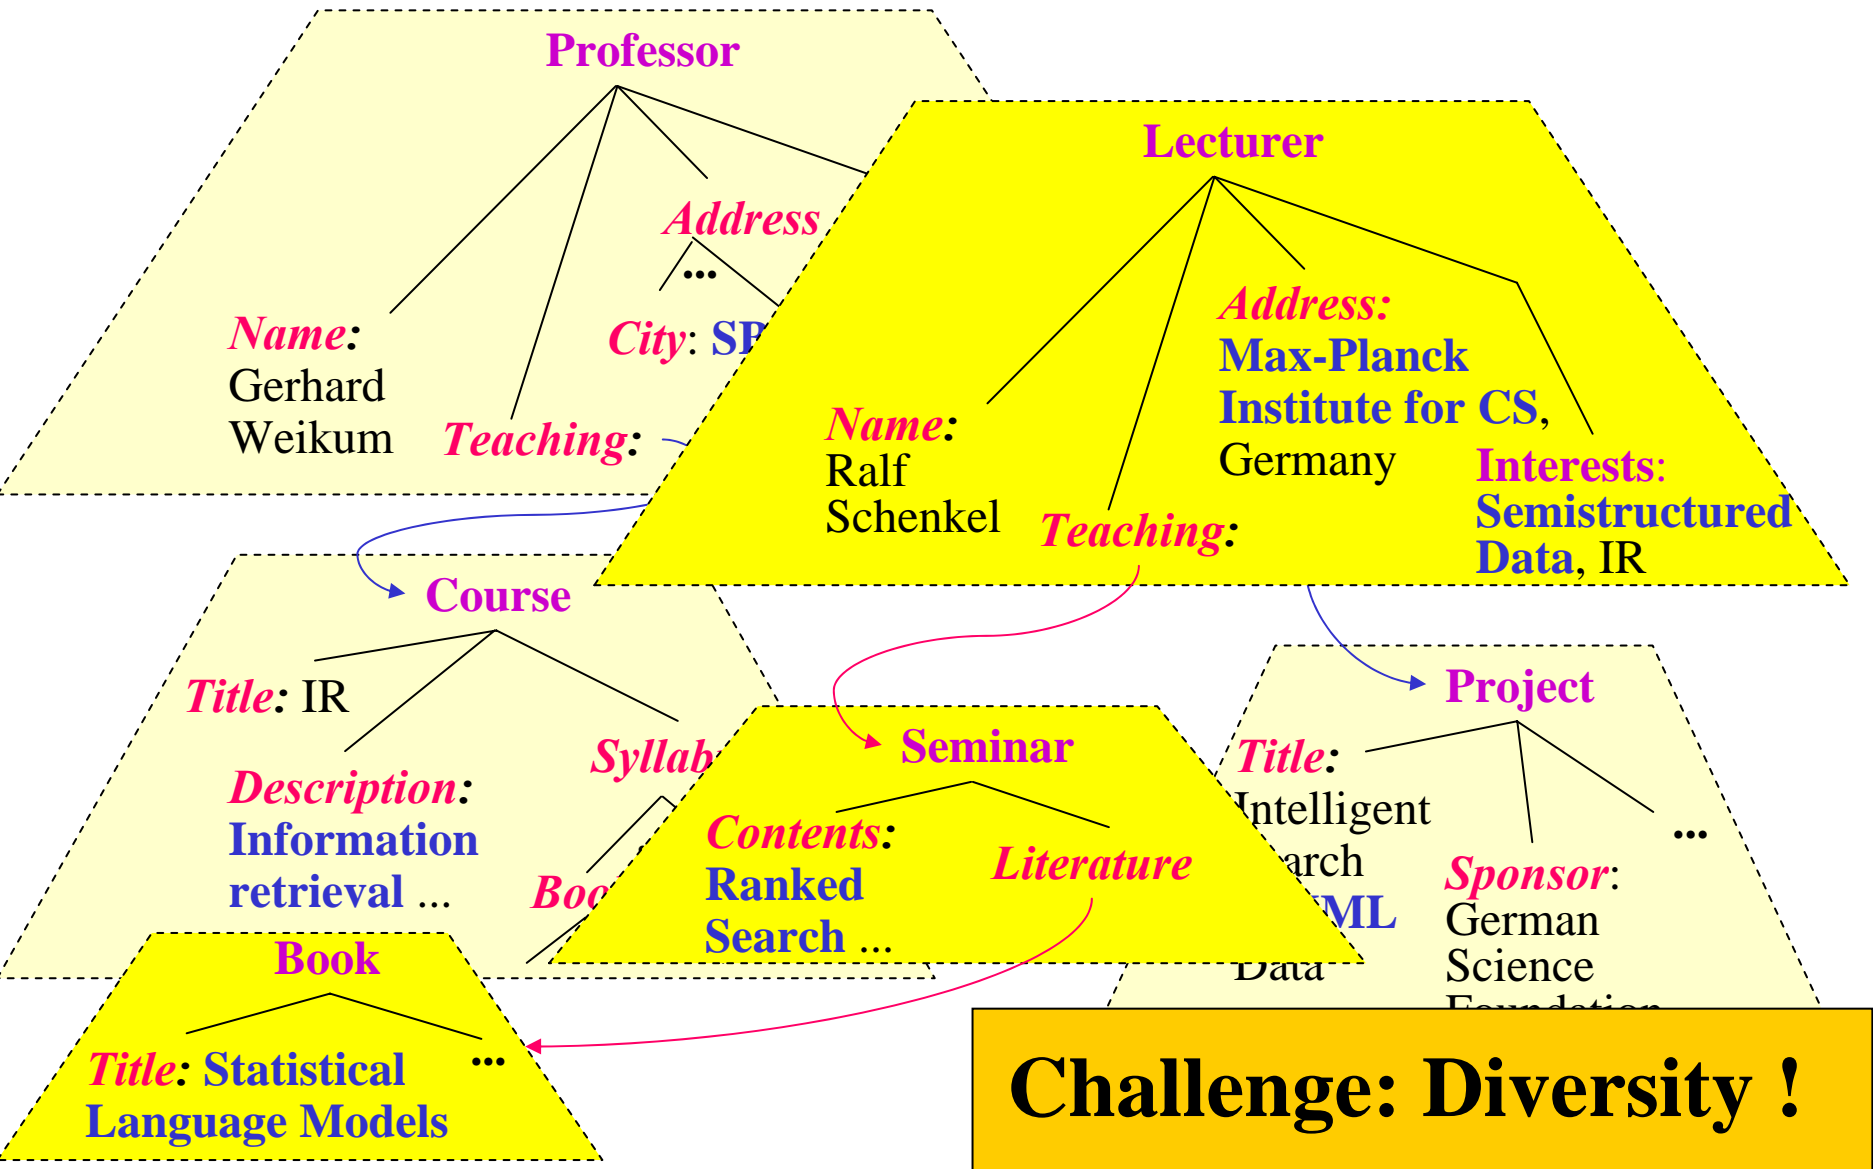 Professor
Address
...
Name:
Gerhard
Weikum
City:
Teaching:
Lecturer
Address:
Max-Planck
Institute for CS,
Germany
Name:
Ralf
Schenkel
Teaching:
Interests:
Semistructured
Data, IR
Course
Title: IR
Description:
Information
retrieval ...
Seminar
Contents:
Ranked
Search ...
Literature
Project
Title:
Intelligent
Data
Sponsor:
German
Science
Foundation
...
Book
Title: Statistical
Language Models
...
Challenge: Diversity !